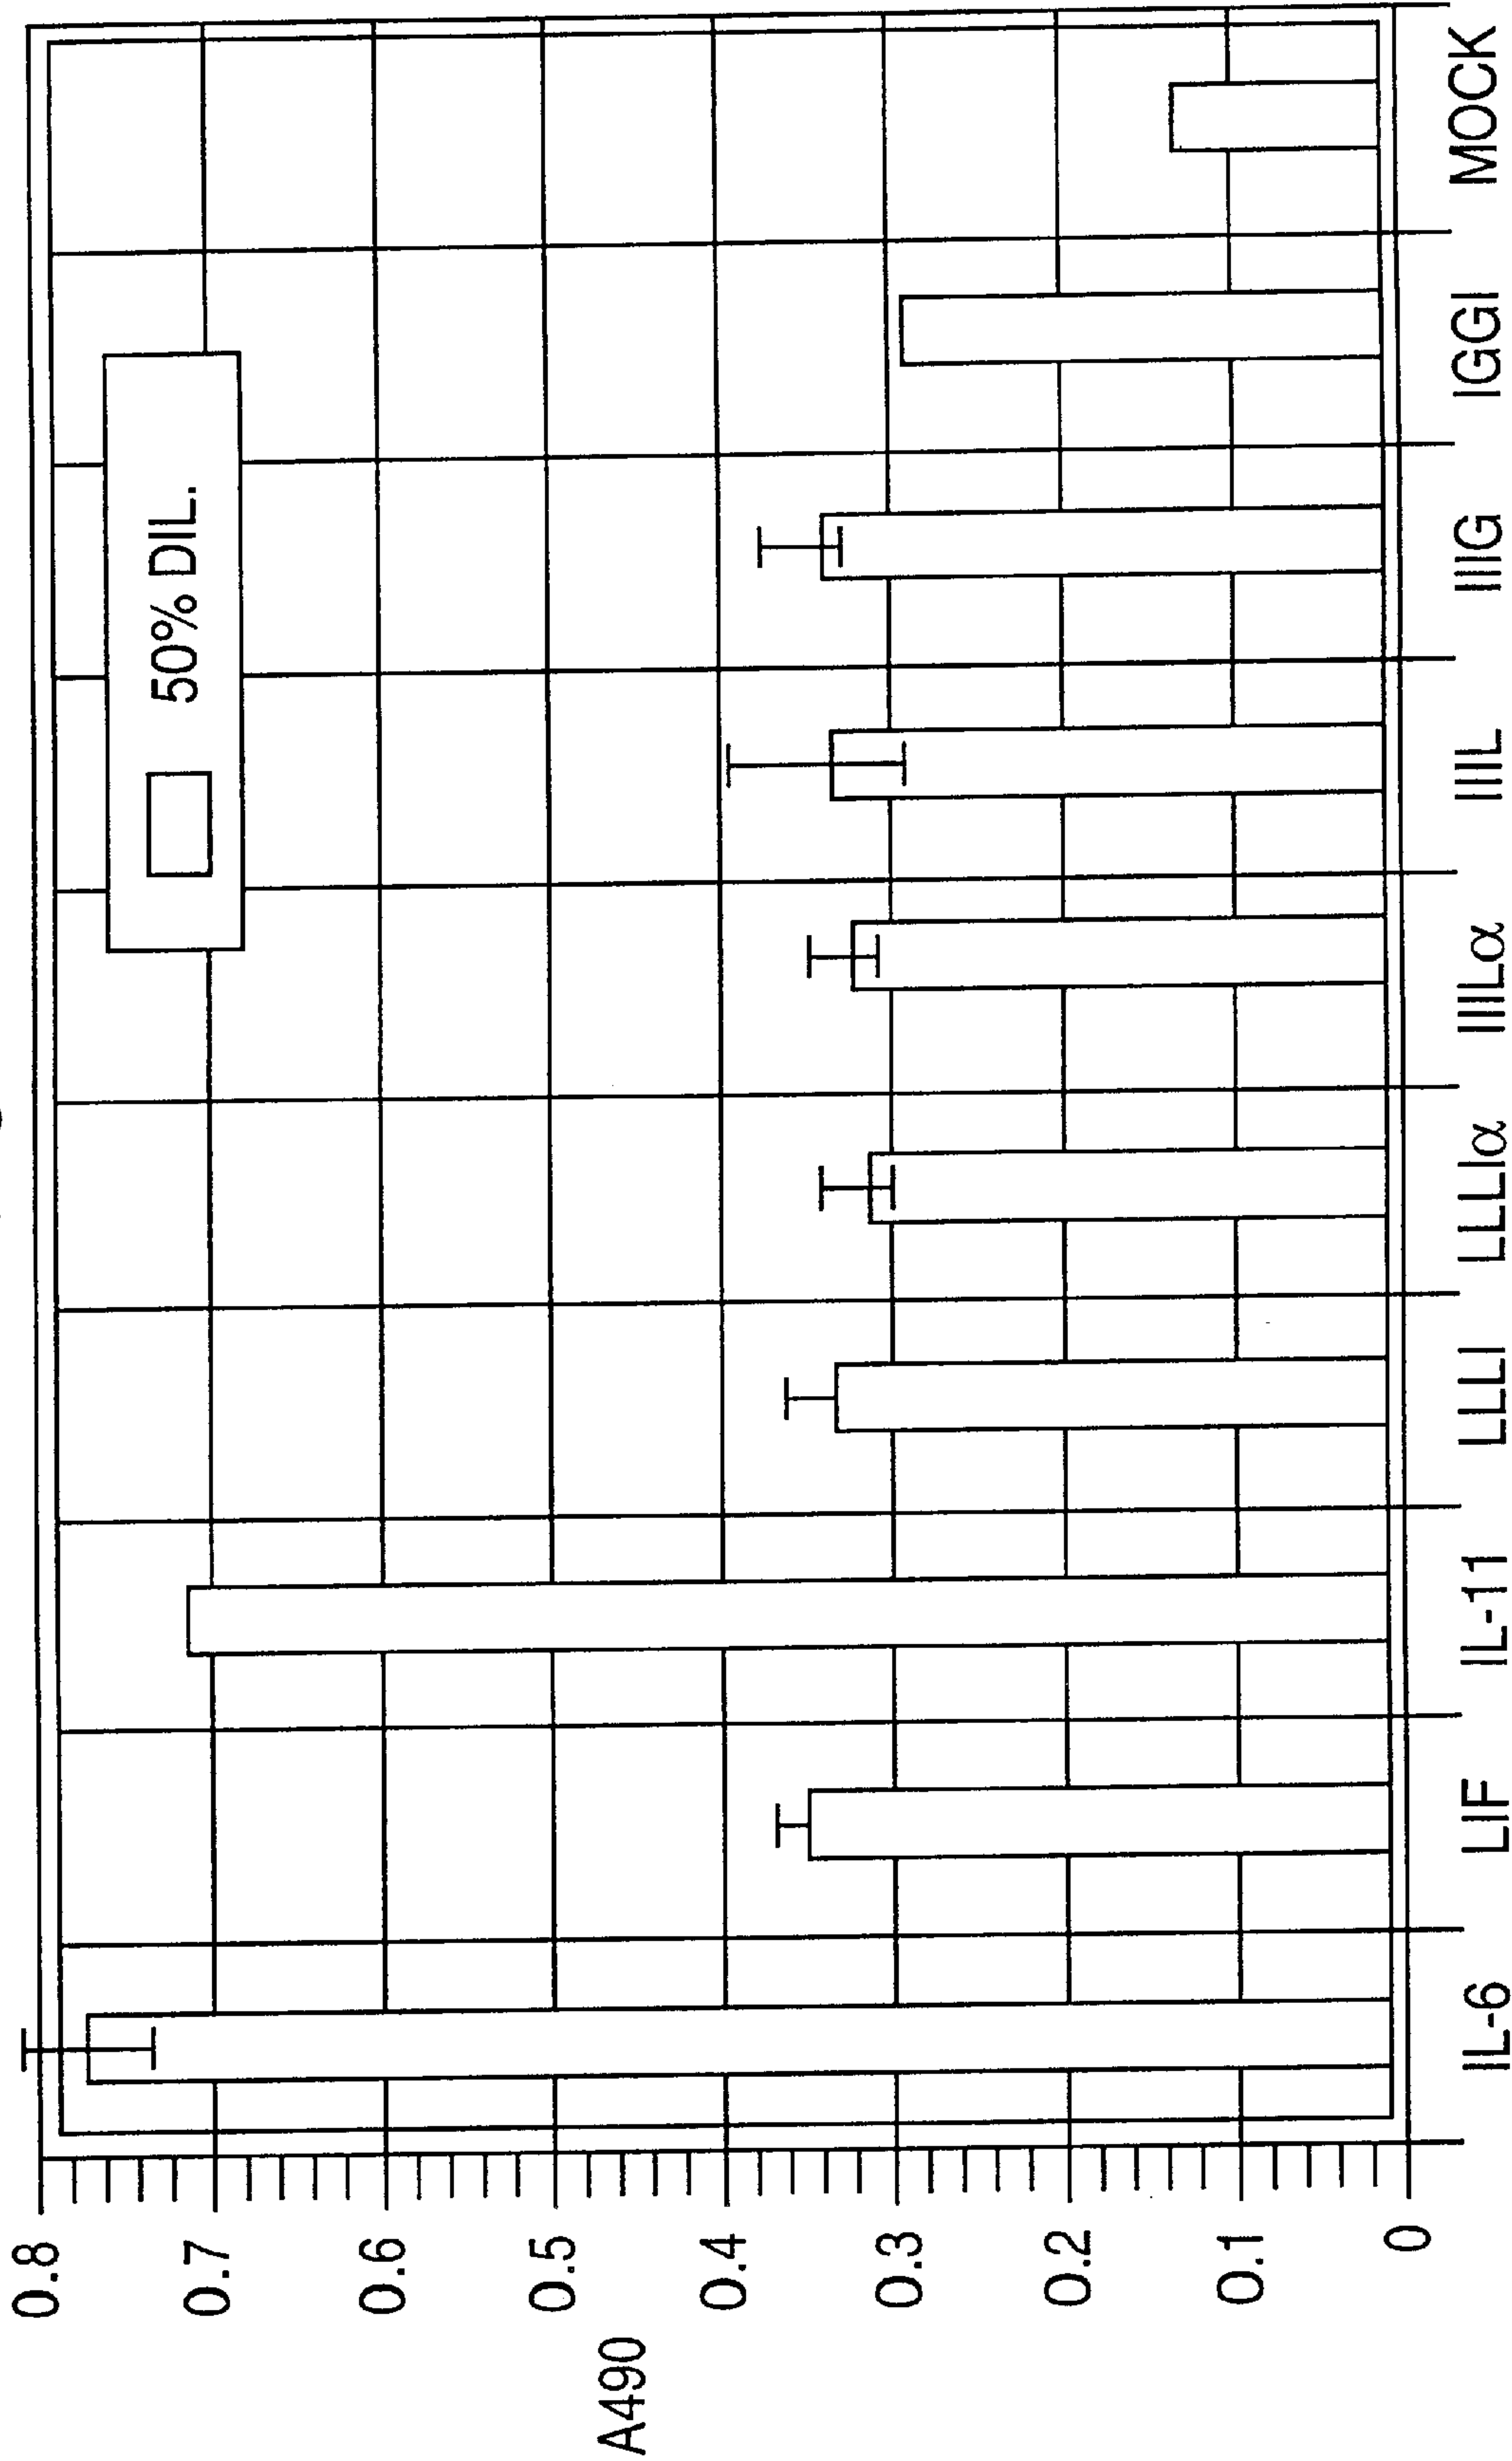 50% DIL.
A490
0.8
0.7
0.6
0.5
0.4
0.3
0.2
0.1
0
IL-6
LIF
IL-11
LLLI
LLLIα
IIILα
IIIL
IIIG
IGGI
MOCK